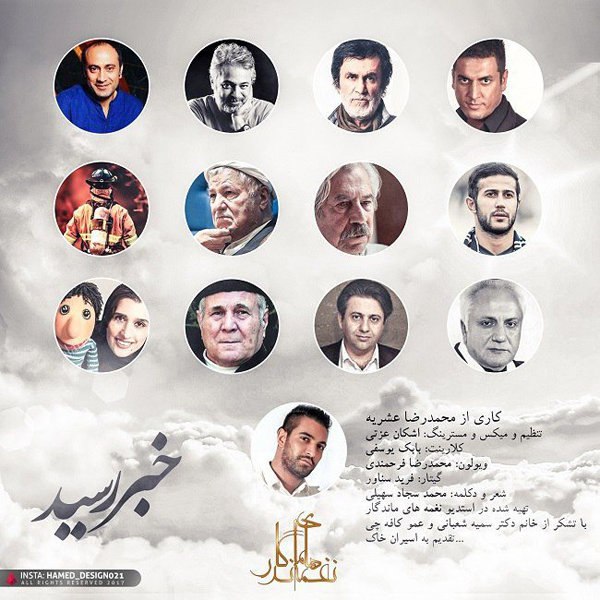 کاری از محمدرضا عشریه
تنظیم و میکس و مسترینگ: اشکان عزتی
کلارینت: بابک یوسفی
ویولون: محمدرضا فرحمندی
گیتار: فرید سناور
شعر و دکلمه: محمد سجاد سهیلی
تهیه شده در استدیو نغمه های ماندگار
با تشکر از خانم دکتر سمیه شعبانی و عمو کافه چی
...تقدیم به اسیران خاک
خبر رسید
نغمه های ماندگار
INSTA: HAMED_DESIGN021
ALL RIGHTS RESERVED 2017